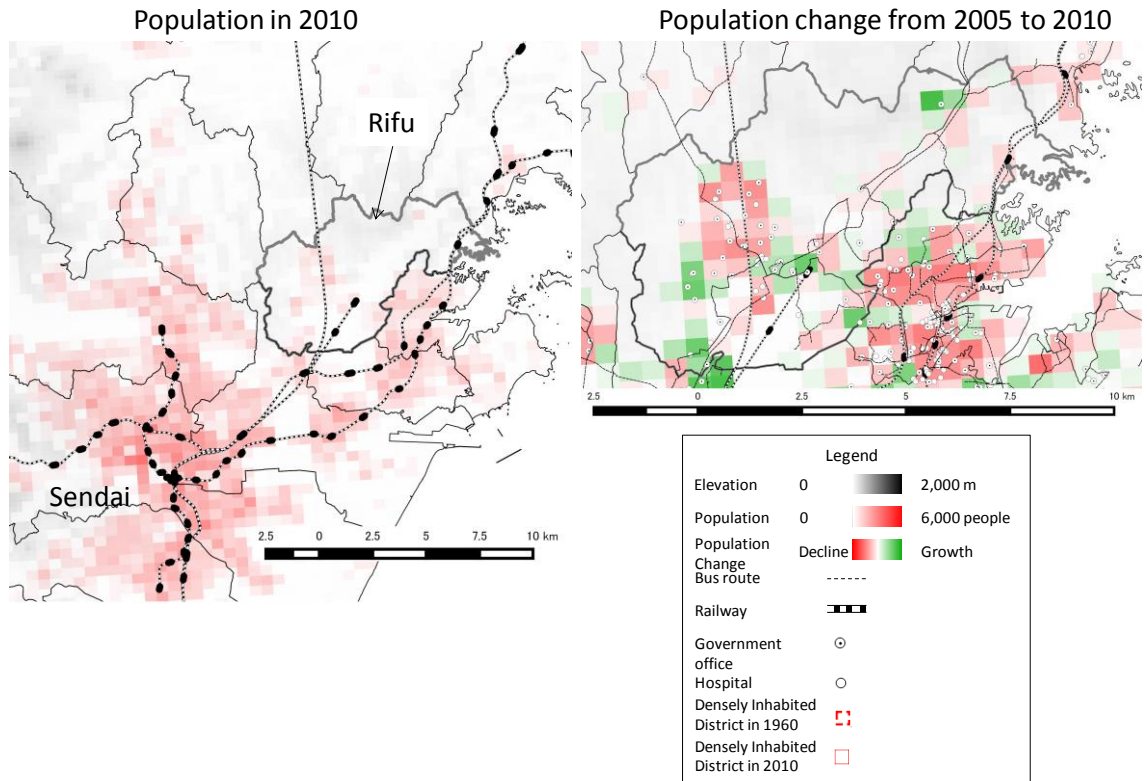 Population in 2010
Population change from 2005 to 2010
Rifu
Sendai
2.5 0 2.5 5 7.5 10 km
2.5 0 2.5 5 7.5 10 km
Legend
Elevation 0 2,000 m
Population 0 6,000 people
Population
Change Decline Growth
Bus route
Railway
Government
office
Hospital
Densely Inhabited
District in 1960
Densely Inhabited
District in 2010